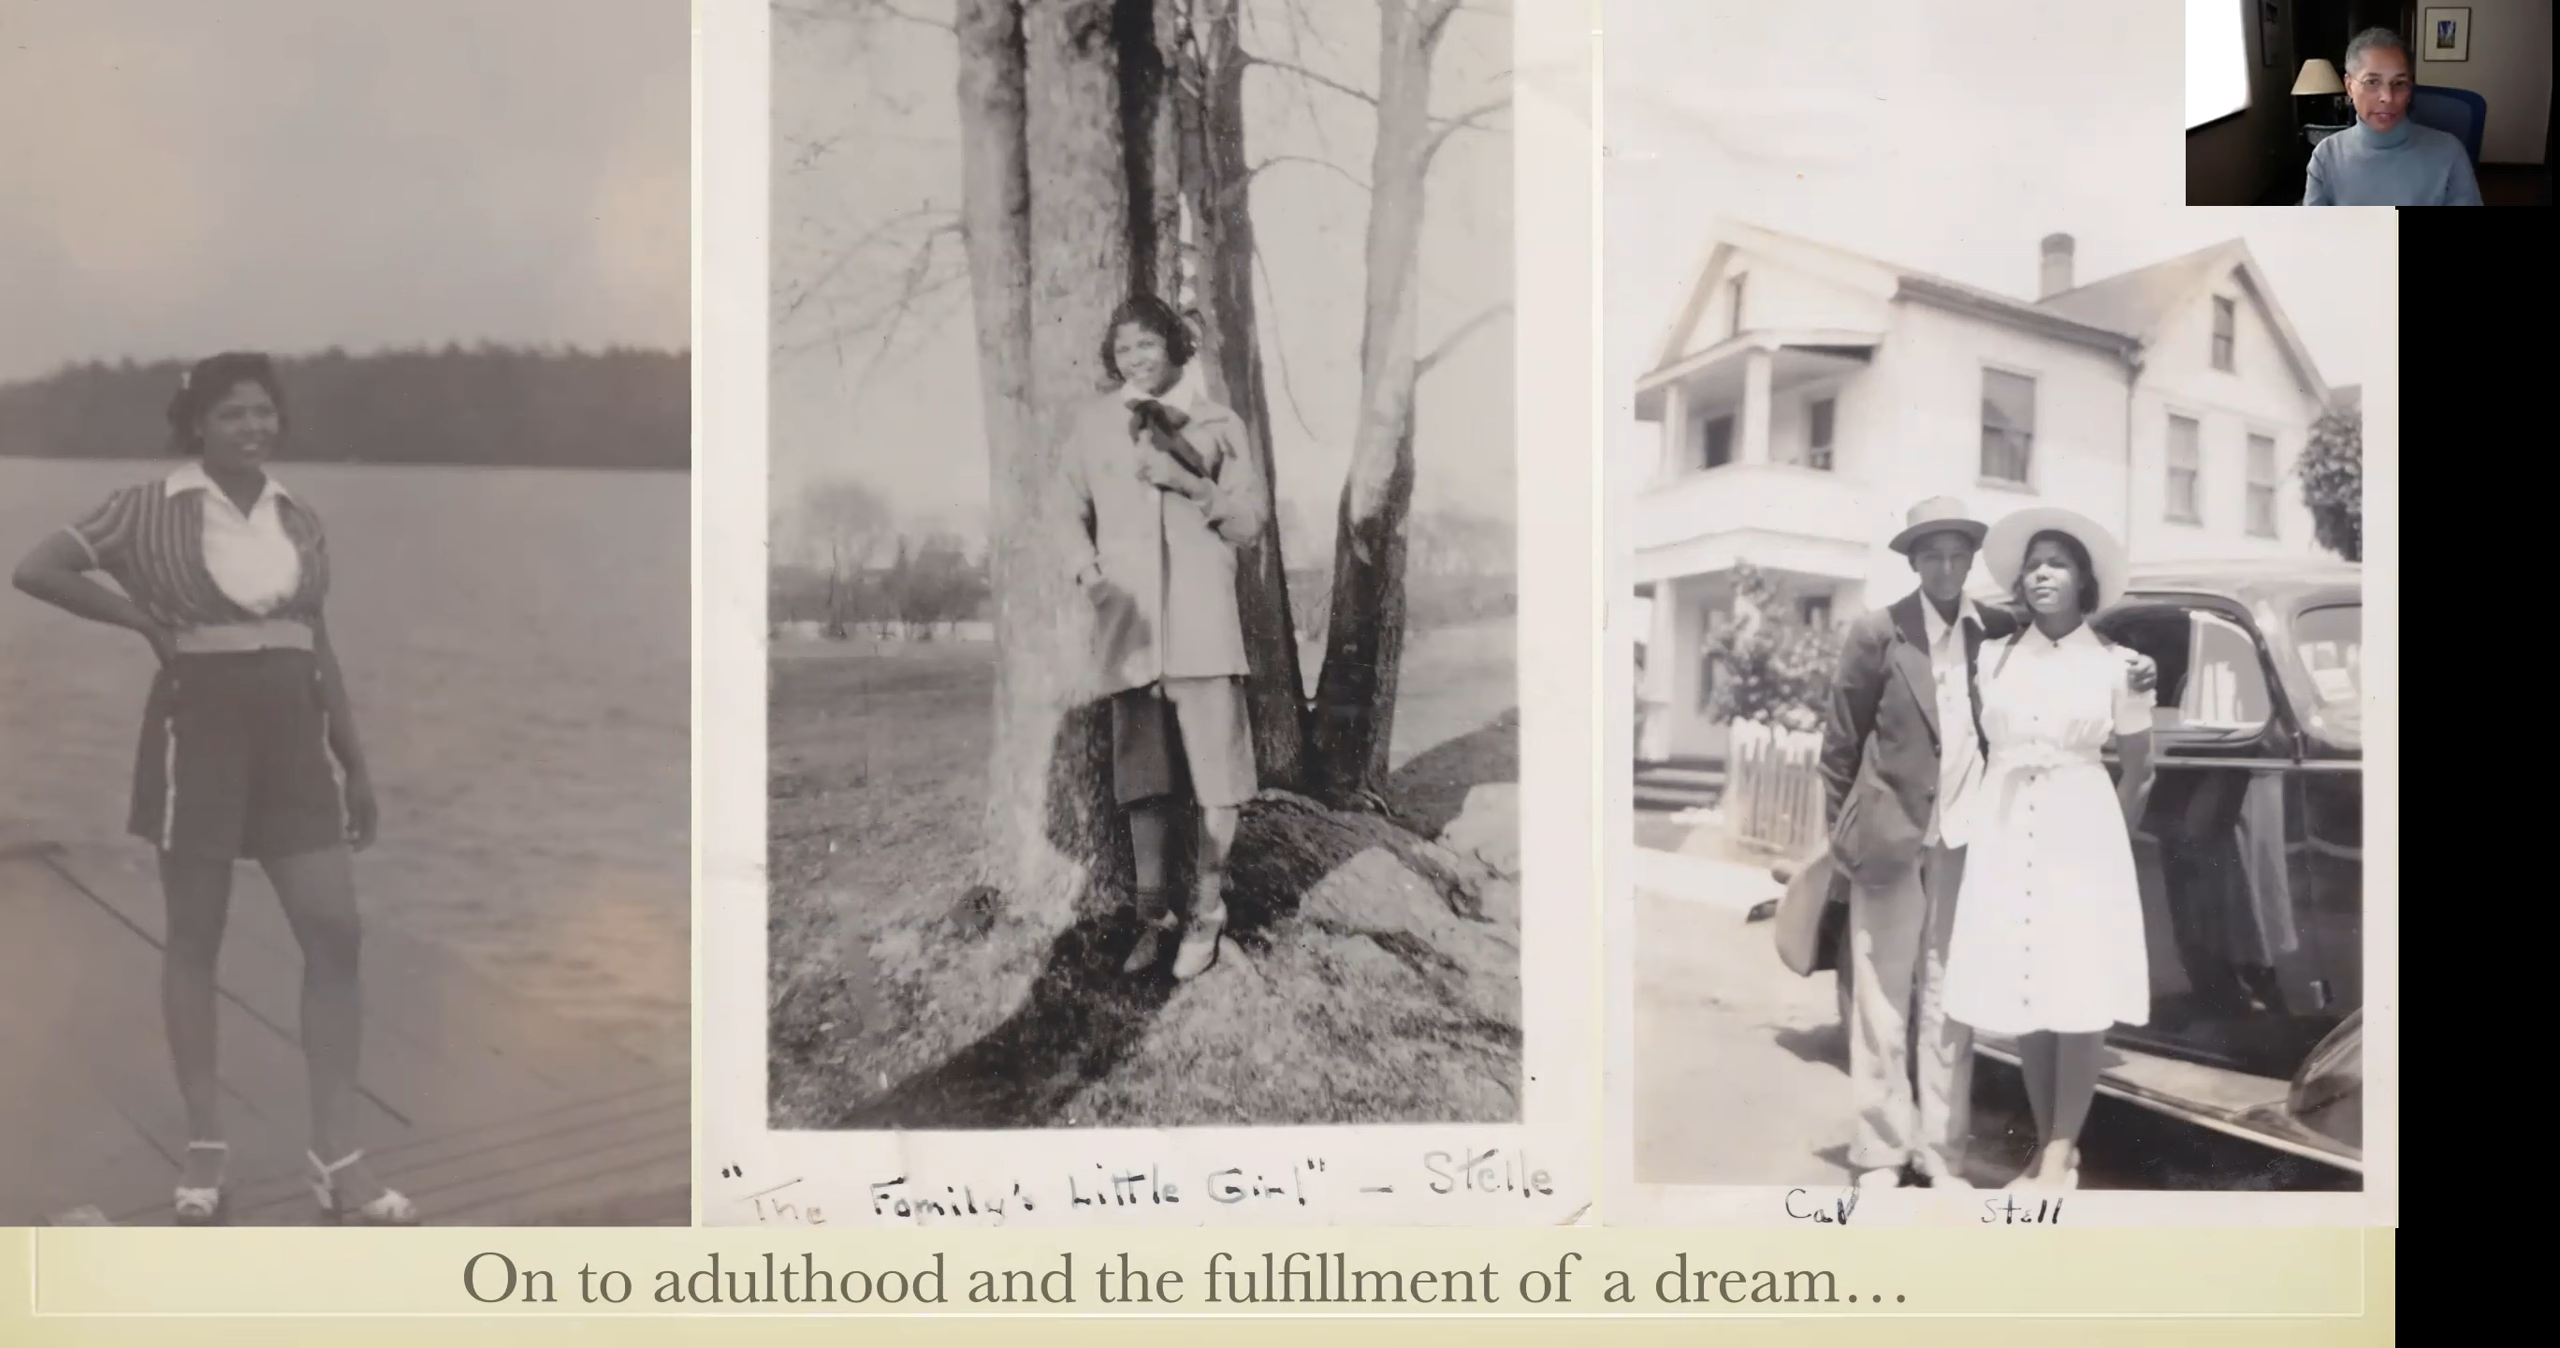 "The Family's Little Girl" – Stelle
Cal Stell
On to adulthood and the fulfillment of a dream…